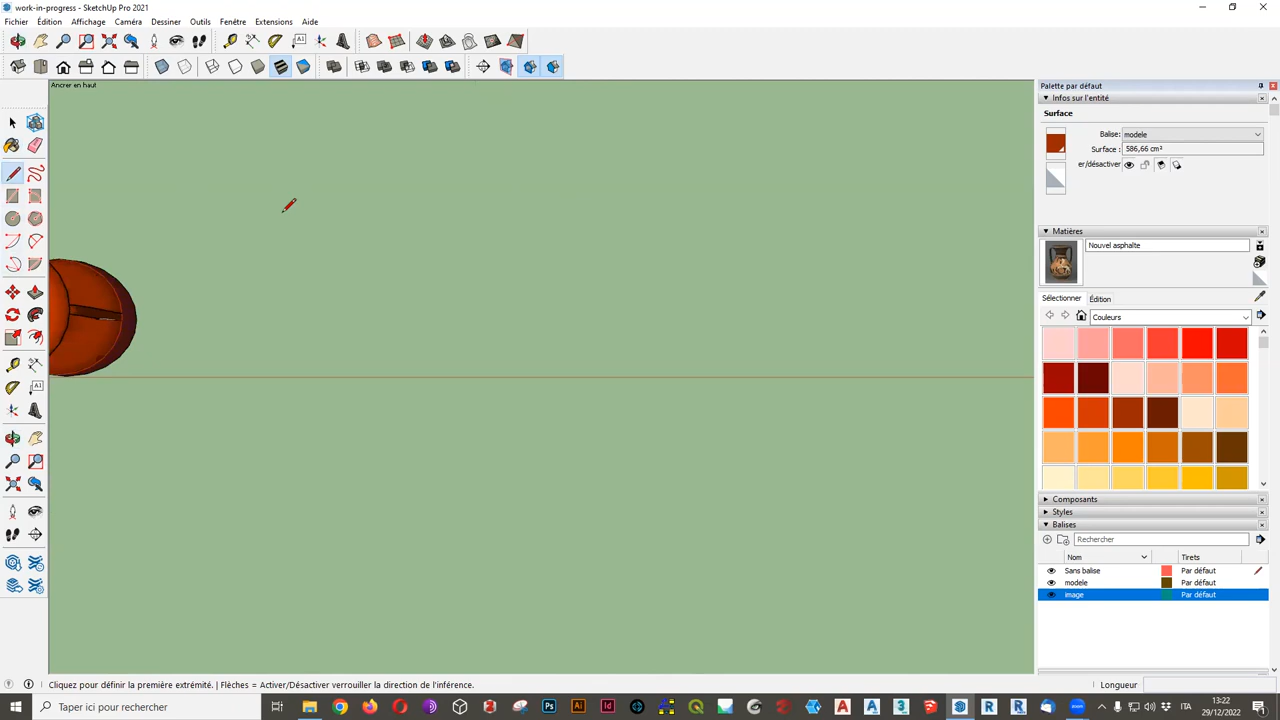 work-in-progress - SketchUp Pro 2021
Fichier Édition Affichage Caméra Dessiner Outils Fenêtre Extensions Aide
Ancrer en haut
Palette par défaut
Infos sur l'entité
Surface
Balise: modele
Surface : 586,66 cm²
er/désactiver
Matières
Nouvel asphalte
Sélectionner Édition
Couleurs
Composants
Styles
Balises
Rechercher
Nom Tirets
Sans balise Par défaut
modele Par défaut
image Par défaut
Cliquez pour définir la première extrémité. | Flèches = Activer/Désactiver verrouiller la direction de l'inférence.
Longueur
Taper ici pour rechercher
ITA
13:22
29/12/2022